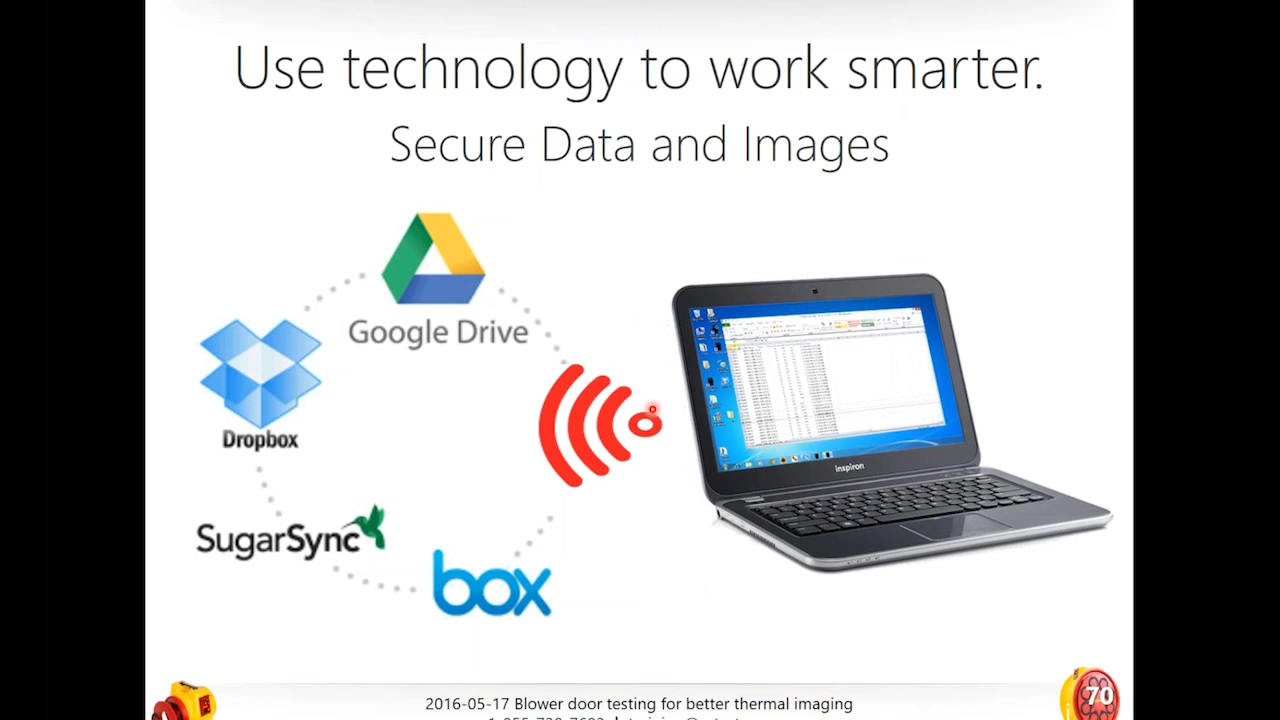 Use technology to work smarter.
Secure Data and Images
Google Drive
Dropbox
SugarSync
box
inspiron
2016-05-17 Blower door testing for better thermal imaging
70